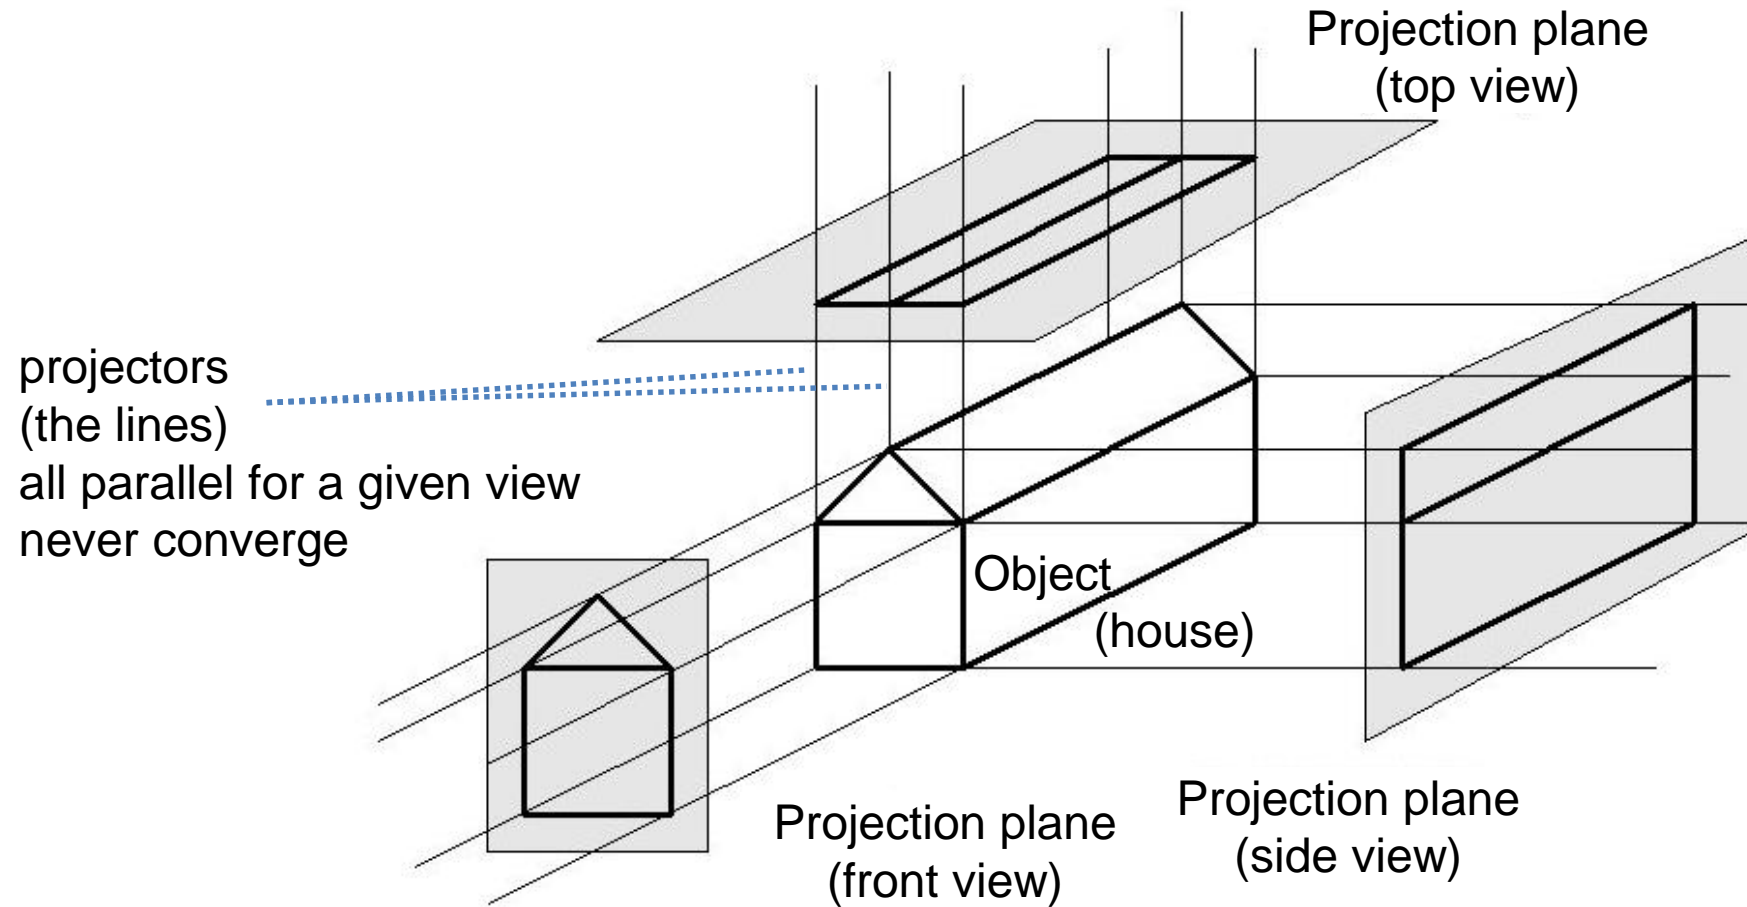 Projection plane
(top view)
projectors
(the lines)
all parallel for a given view
never converge
Object
(house)
Projection plane
(side view)
Projection plane
(front view)